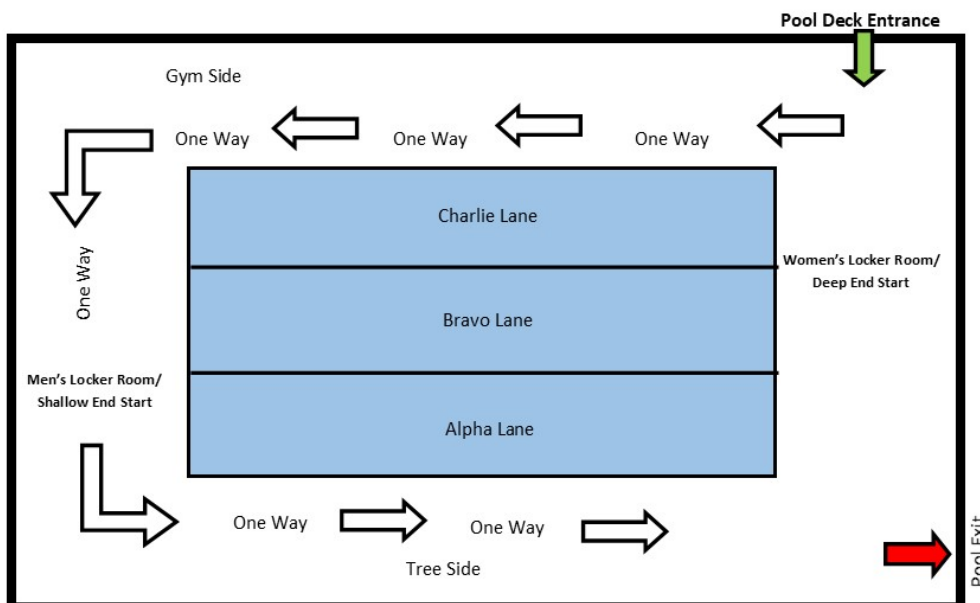 Pool Deck Entrance
Gym Side
One Way
One Way
One Way
Charlie Lane
One Way
Women's Locker Room/
Deep End Start
Bravo Lane
Men's Locker Room/
Shallow End Start
Alpha Lane
One Way
One Way
Tree Side
Pool Exit